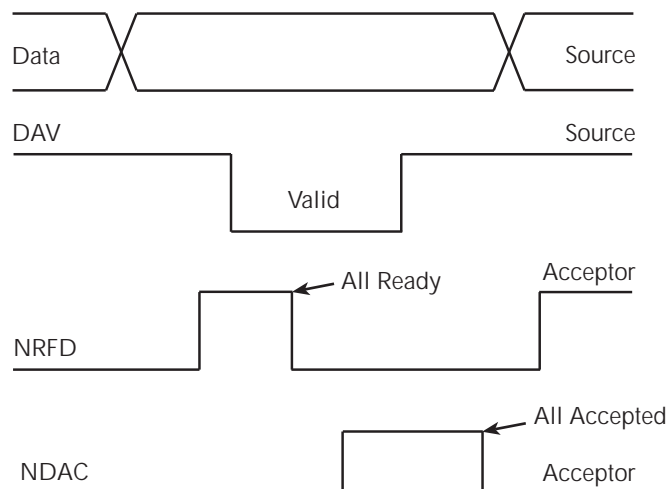 Data Source
DAV Source
Valid
All Ready
Acceptor
NRFD
All Accepted
NDAC Acceptor